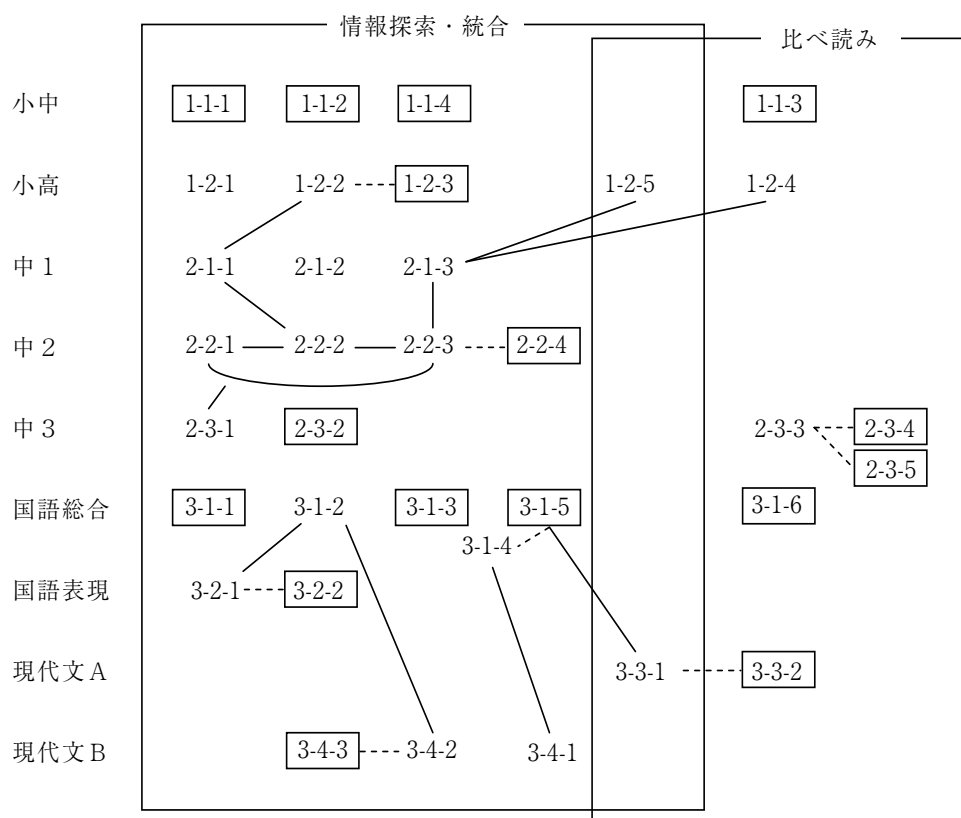 情報探索・統合
比べ読み
小中 1-1-1 1-1-2 1-1-4 1-1-3
小高 1-2-1 1-2-2 1-2-3 1-2-5 1-2-4
中1 2-1-1 2-1-2 2-1-3
中2 2-2-1 2-2-2 2-2-3 2-2-4
中3 2-3-1 2-3-2 2-3-3 2-3-4
2-3-5
国語総合 3-1-1 3-1-2 3-1-3 3-1-5 3-1-6
3-1-4
国語表現 3-2-1 3-2-2
現代文A 3-3-1 3-3-2
現代文B 3-4-3 3-4-2 3-4-1